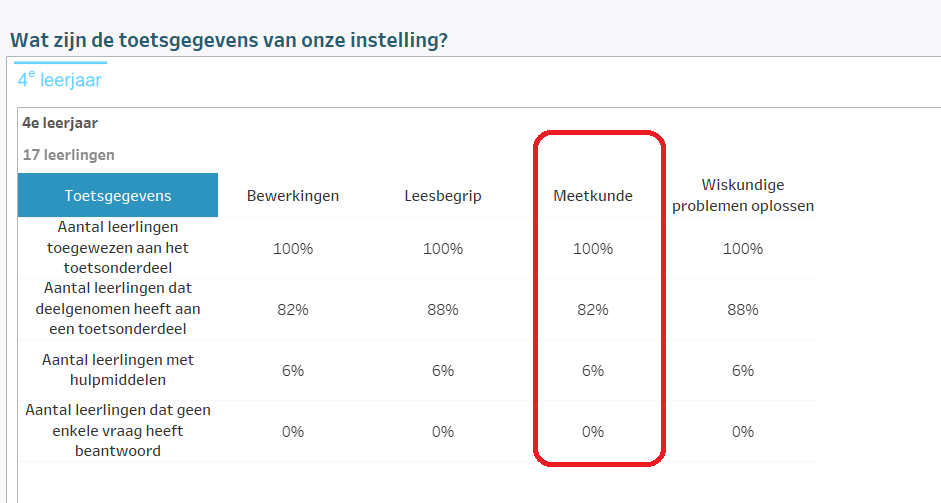 Wat zijn de toetsgegevens van onze instelling?
4e leerjaar
4e leerjaar
17 leerlingen
Toetsgegevens Bewerkingen Leesbegrip Meetkunde Wiskundige
problemen oplossen
Aantal leerlingen
toegewezen aan het
toetsonderdeel
100% 100% 100% 100%
Aantal leerlingen dat
deelgenomen heeft aan
een toetsonderdeel
82% 88% 82% 88%
Aantal leerlingen met
hulpmiddelen
6% 6% 6% 6%
Aantal leerlingen dat geen
enkele vraag heeft
beantwoord
0% 0% 0% 0%